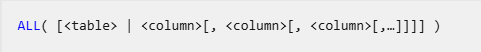 ALL( [<table> | <column>[, <column>[, <column>[,…]]]] )